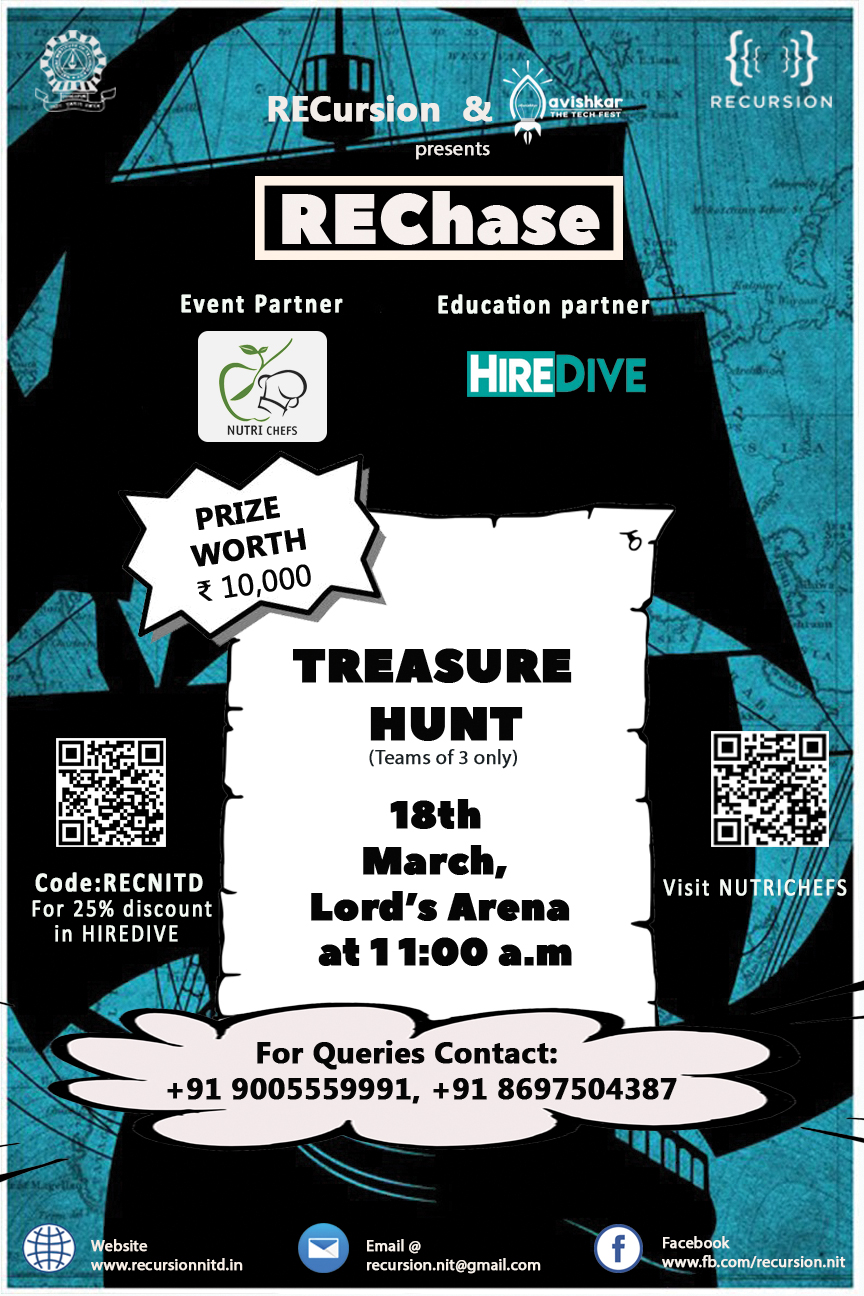 RECursion & avishkar
THE TECH FEST
presents
RECURSION
REChase
Event Partner
Education partner
NUTRI CHEFS
HIREDIVE
PRIZE
WORTH
₹ 10,000
TREASURE
HUNT
(Teams of 3 only)
18th
March,
Lord's Arena
at 11:00 a.m
Code:RECNITD
For 25% discount
in HIREDIVE
Visit NUTRICHEFS
For Queries Contact:
+91 9005559991, +91 8697504387
Website
www.recursionnitd.in
Email @
recursion.nit@gmail.com
Facebook
www.fb.com/recursion.nit